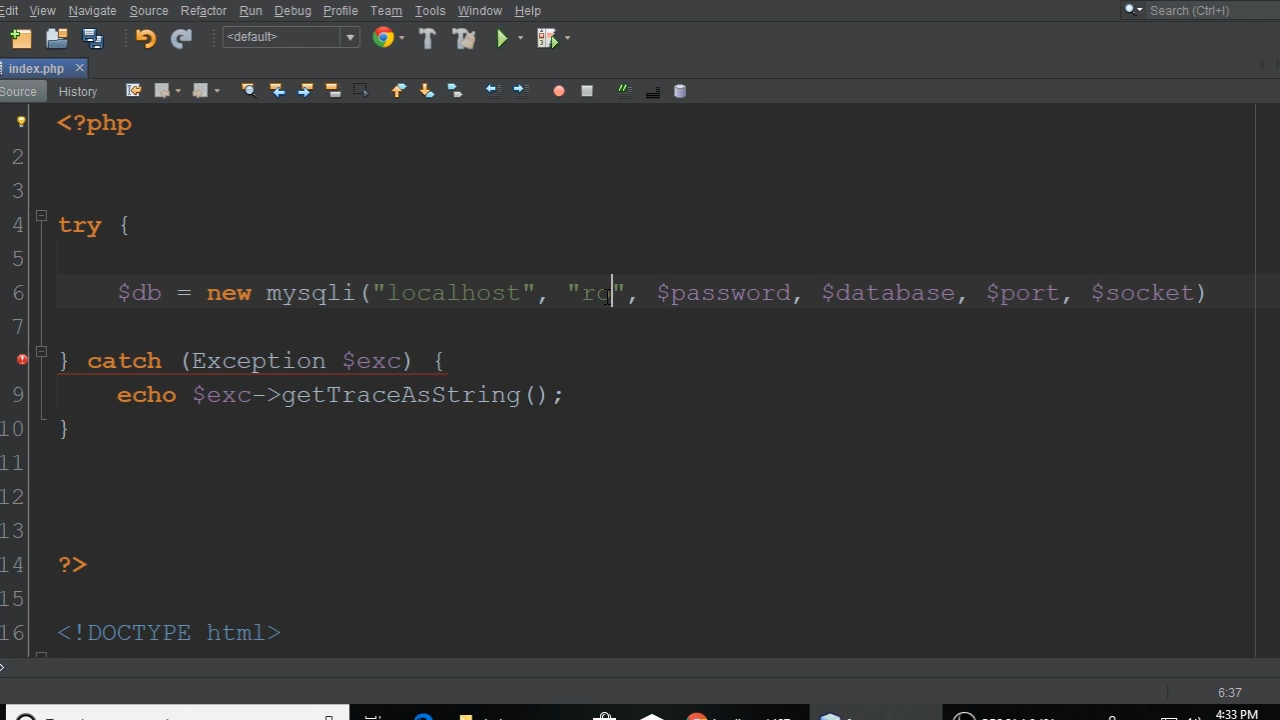 Edit View Navigate Source Refactor Run Debug Profile Team Tools Window Help Search (Ctrl+I)
<default>
index.php
Source History
<?php
2
3
4 try {
5
6 $db = new mysqli("localhost", "ro", $password, $database, $port, $socket)
7
} catch (Exception $exc) {
9 echo $exc->getTraceAsString();
10 }
11
12
13
14 ?>
15
16 <!DOCTYPE html>
6:37
4:33 PM